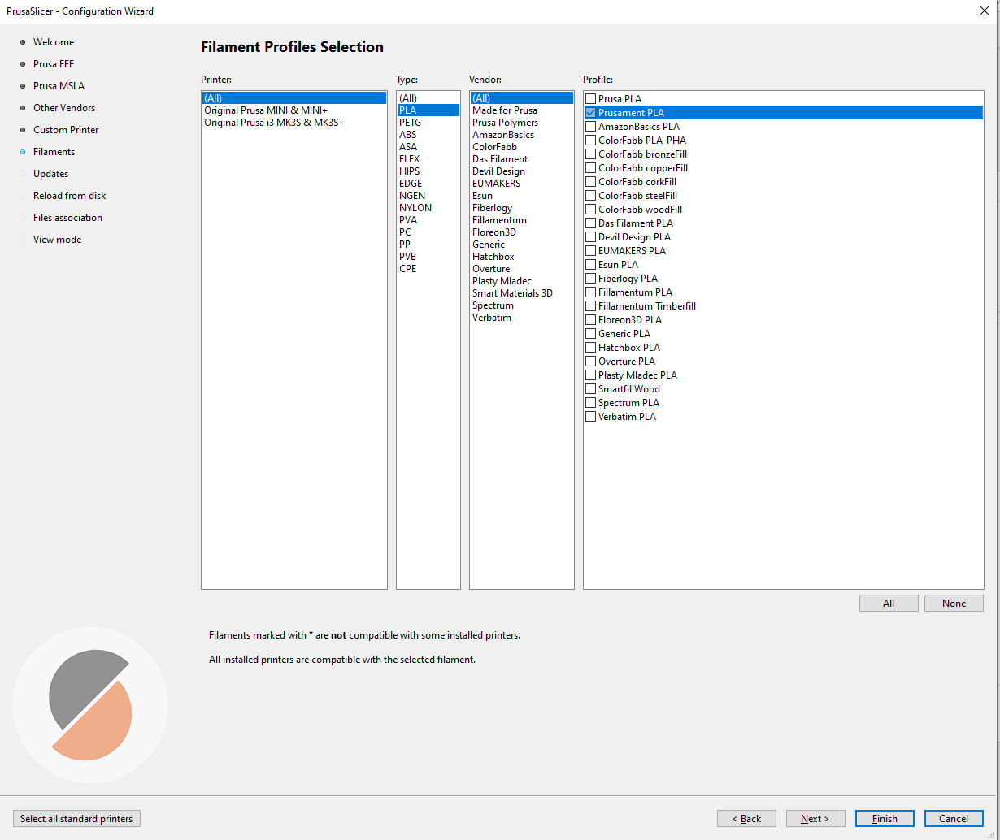 PrusaSlicer - Configuration Wizard
Welcome
Prusa FFF
Prusa MSLA
Other Vendors
Custom Printer
Filaments
Updates
Reload from disk
Files association
View mode
Filament Profiles Selection
Printer:
(All)
Original Prusa MINI & MINI+
Original Prusa i3 MK3S & MK3S+
Type:
(All)
PLA
PETG
ABS
ASA
FLEX
HIPS
EDGE
NGEN
NYLON
PVA
PC
PP
PVB
CPE
Vendor:
(All)
Made for Prusa
Prusa Polymers
AmazonBasics
ColorFabb
Das Filament
Devil Design
EUMAKERS
Esun
Fiberlogy
Fillamentum
Floreon3D
Generic
Hatchbox
Overture
Plasty Mladec
Smart Materials 3D
Spectrum
Verbatim
Profile:
Prusa PLA
Prusament PLA
AmazonBasics PLA
ColorFabb PLA-PHA
ColorFabb bronzeFill
ColorFabb copperFill
ColorFabb corkFill
ColorFabb steelFill
ColorFabb woodFill
Das Filament PLA
Devil Design PLA
EUMAKERS PLA
Esun PLA
Fiberlogy PLA
Fillamentum PLA
Fillamentum Timberfill
Floreon3D PLA
Generic PLA
Hatchbox PLA
Overture PLA
Plasty Mladec PLA
Smartfil Wood
Spectrum PLA
Verbatim PLA
All
None
Filaments marked with * are not compatible with some installed printers.
All installed printers are compatible with the selected filament.
Select all standard printers
< Back
Next >
Finish
Cancel